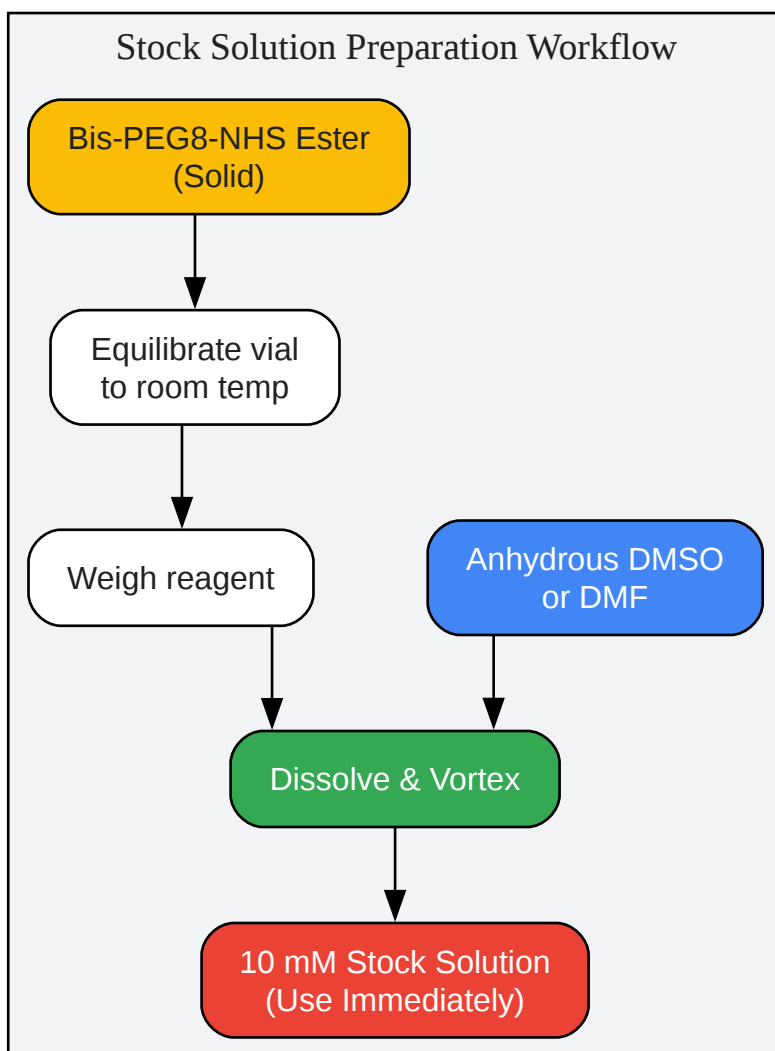 Stock Solution Preparation Workflow
Bis-PEG8-NHS Ester
(Solid)
Equilibrate vial
to room temp
Weigh reagent
Anhydrous DMSO
or DMF
Dissolve & Vortex
10 mM Stock Solution
(Use Immediately)